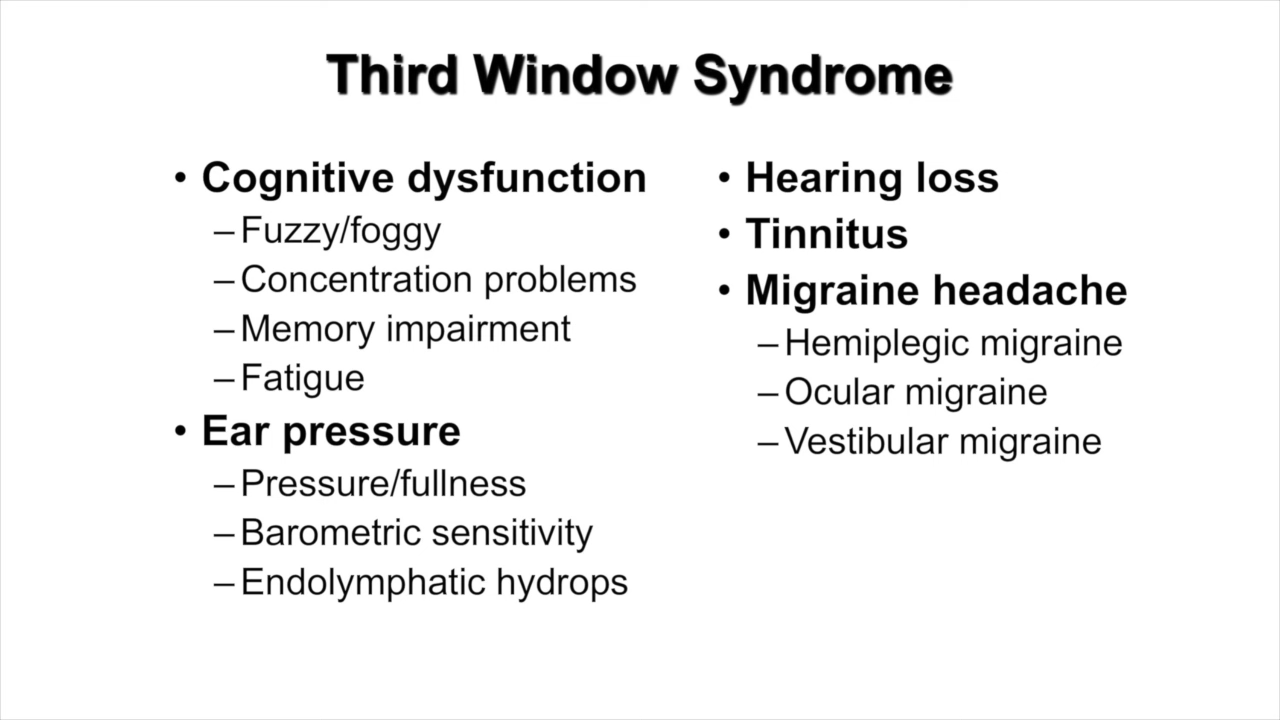 Third Window Syndrome
• Cognitive dysfunction
– Fuzzy/foggy
– Concentration problems
– Memory impairment
– Fatigue
• Ear pressure
– Pressure/fullness
– Barometric sensitivity
– Endolymphatic hydrops
• Hearing loss
• Tinnitus
• Migraine headache
– Hemiplegic migraine
– Ocular migraine
– Vestibular migraine